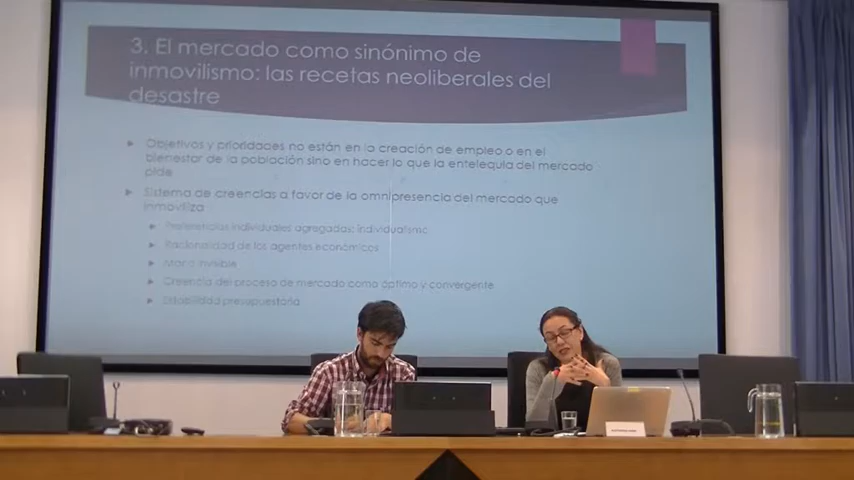 3. El mercado como sinónimo de
inmovilismo: las recetas neoliberales del
desastre
Objetivos y prioridades no están en la creación de empleo o en el
bienestar de la población sino en hacer lo que la entelequia del mercado
pide
Sistema de creencias a favor de la omnipresencia del mercado que
inmoviliza
Preferencias individuales agregadas: individualismo
Racionalidad de los agentes económicos
Mano invisible
Creencia del proceso de mercado como óptimo y convergente
Estabilidad presupuestaria